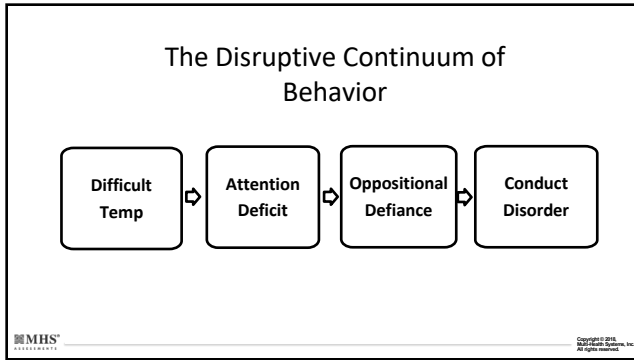 The Disruptive Continuum of
Behavior
Difficult
Temp
Attention
Deficit
Oppositional
Defiance
Conduct
Disorder
MHS
ASSESSMENTS
Copyright © 2018,
Multi-Health Systems, Inc.
All rights reserved.